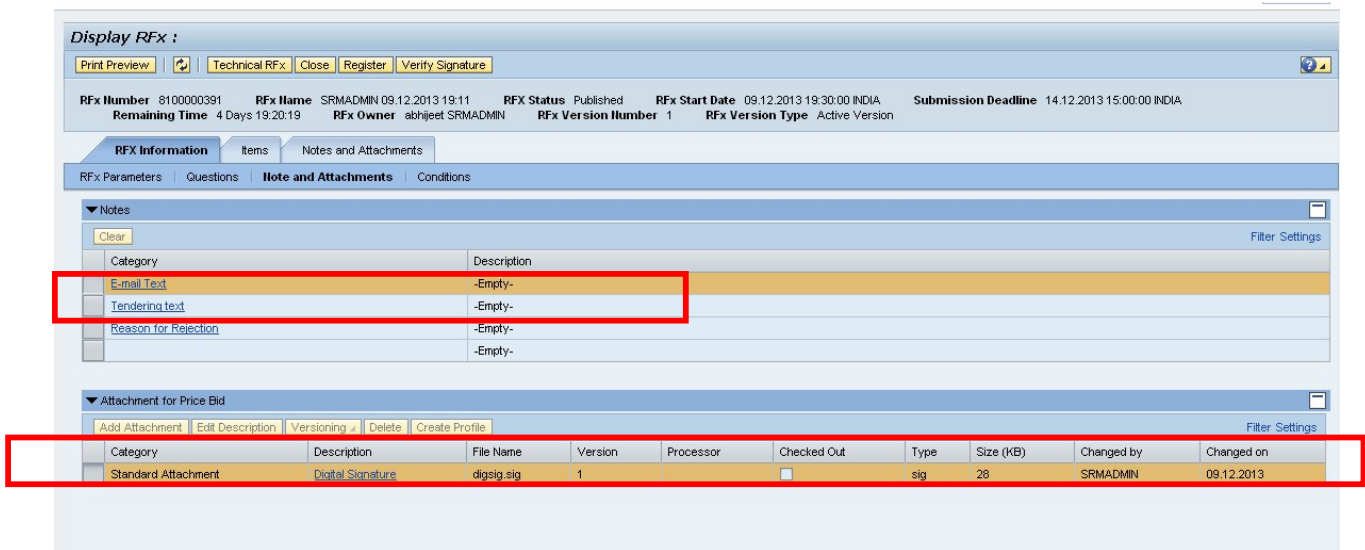 Display RFx :
Print Preview Technical RFx Close Register Verify Signature
RFx Number 8100000391 RFx Name SRMADMIN 09.12.2013 19:11 RFX Status Published RFx Start Date 09.12.2013 19:30:00 INDIA Submission Deadline 14.12.2013 15:00:00 INDIA
Remaining Time 4 Days 19:20:19 RFx Owner abhijeet SRMADMIN RFx Version Number 1 RFx Version Type Active Version
RFX Information Items Notes and Attachments
RFx Parameters Questions Note and Attachments Conditions
Notes
Clear Filter Settings
Category Description
E-mail Text -Empty-
Tendering text -Empty-
Reason for Rejection -Empty-
-Empty-
Attachment for Price Bid
Add Attachment Edit Description Versioning Delete Create Profile Filter Settings
Category Description File Name Version Processor Checked Out Type Size (KB) Changed by Changed on
Standard Attachment Digital Signature digsig.sig 1 sig 28 SRMADMIN 09.12.2013